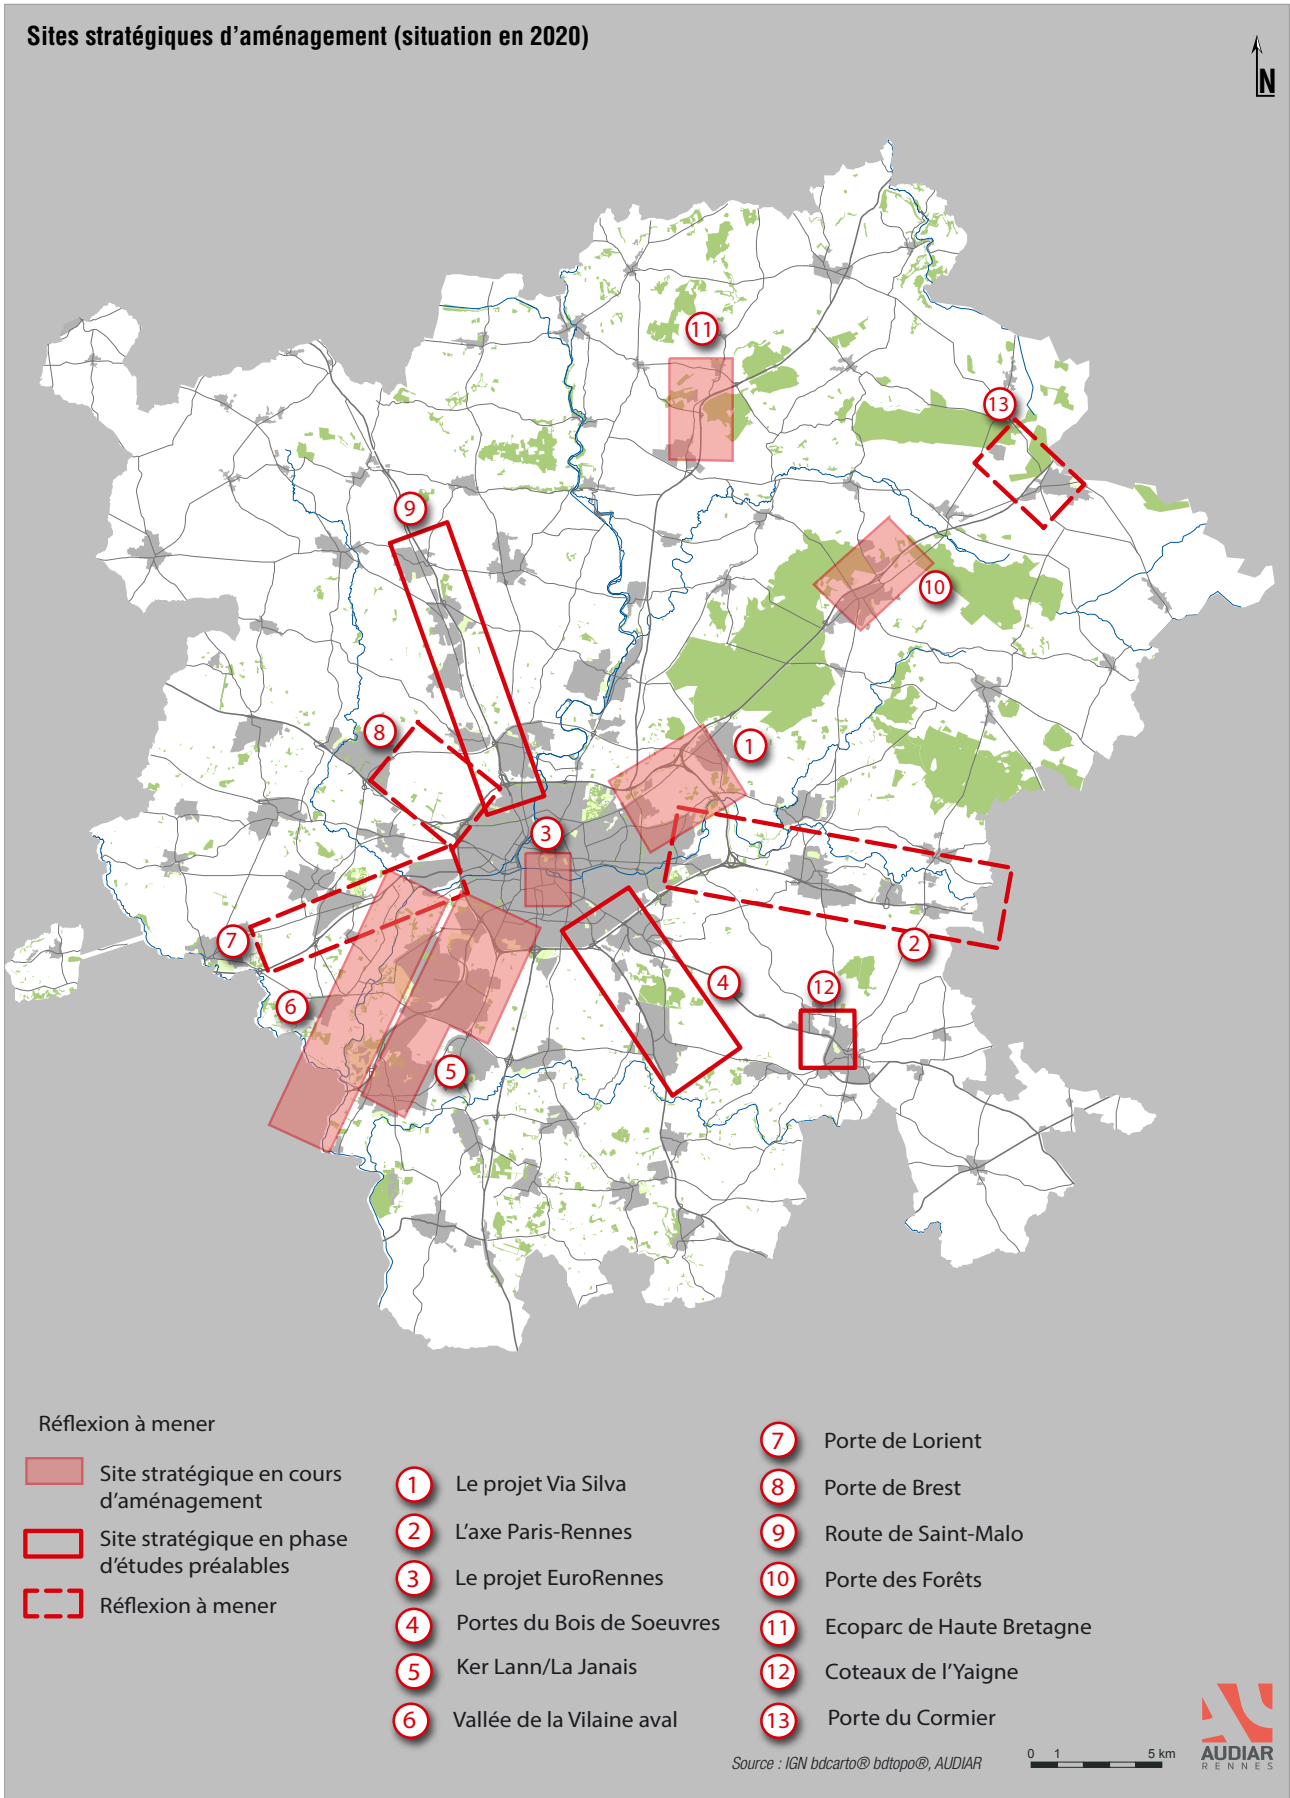 Sites stratégiques d’aménagement (situation en 2020)
N
11
13
9
10
8
1
3
7
2
4
12
6
5
Réflexion à mener
Site stratégique en cours
d’aménagement
Site stratégique en phase
d’études préalables
Réflexion à mener
1 Le projet Via Silva
2 L’axe Paris-Rennes
3 Le projet EuroRennes
4 Portes du Bois de Soeuvres
5 Ker Lann/La Janais
6 Vallée de la Vilaine aval
7 Porte de Lorient
8 Porte de Brest
9 Route de Saint-Malo
10 Porte des Forêts
11 Ecoparc de Haute Bretagne
12 Coteaux de l’Yaigne
13 Porte du Cormier
Source : IGN bdcarto® bdtopo®, AUDIAR
0 1 5 km
AUDIAR
RENNES